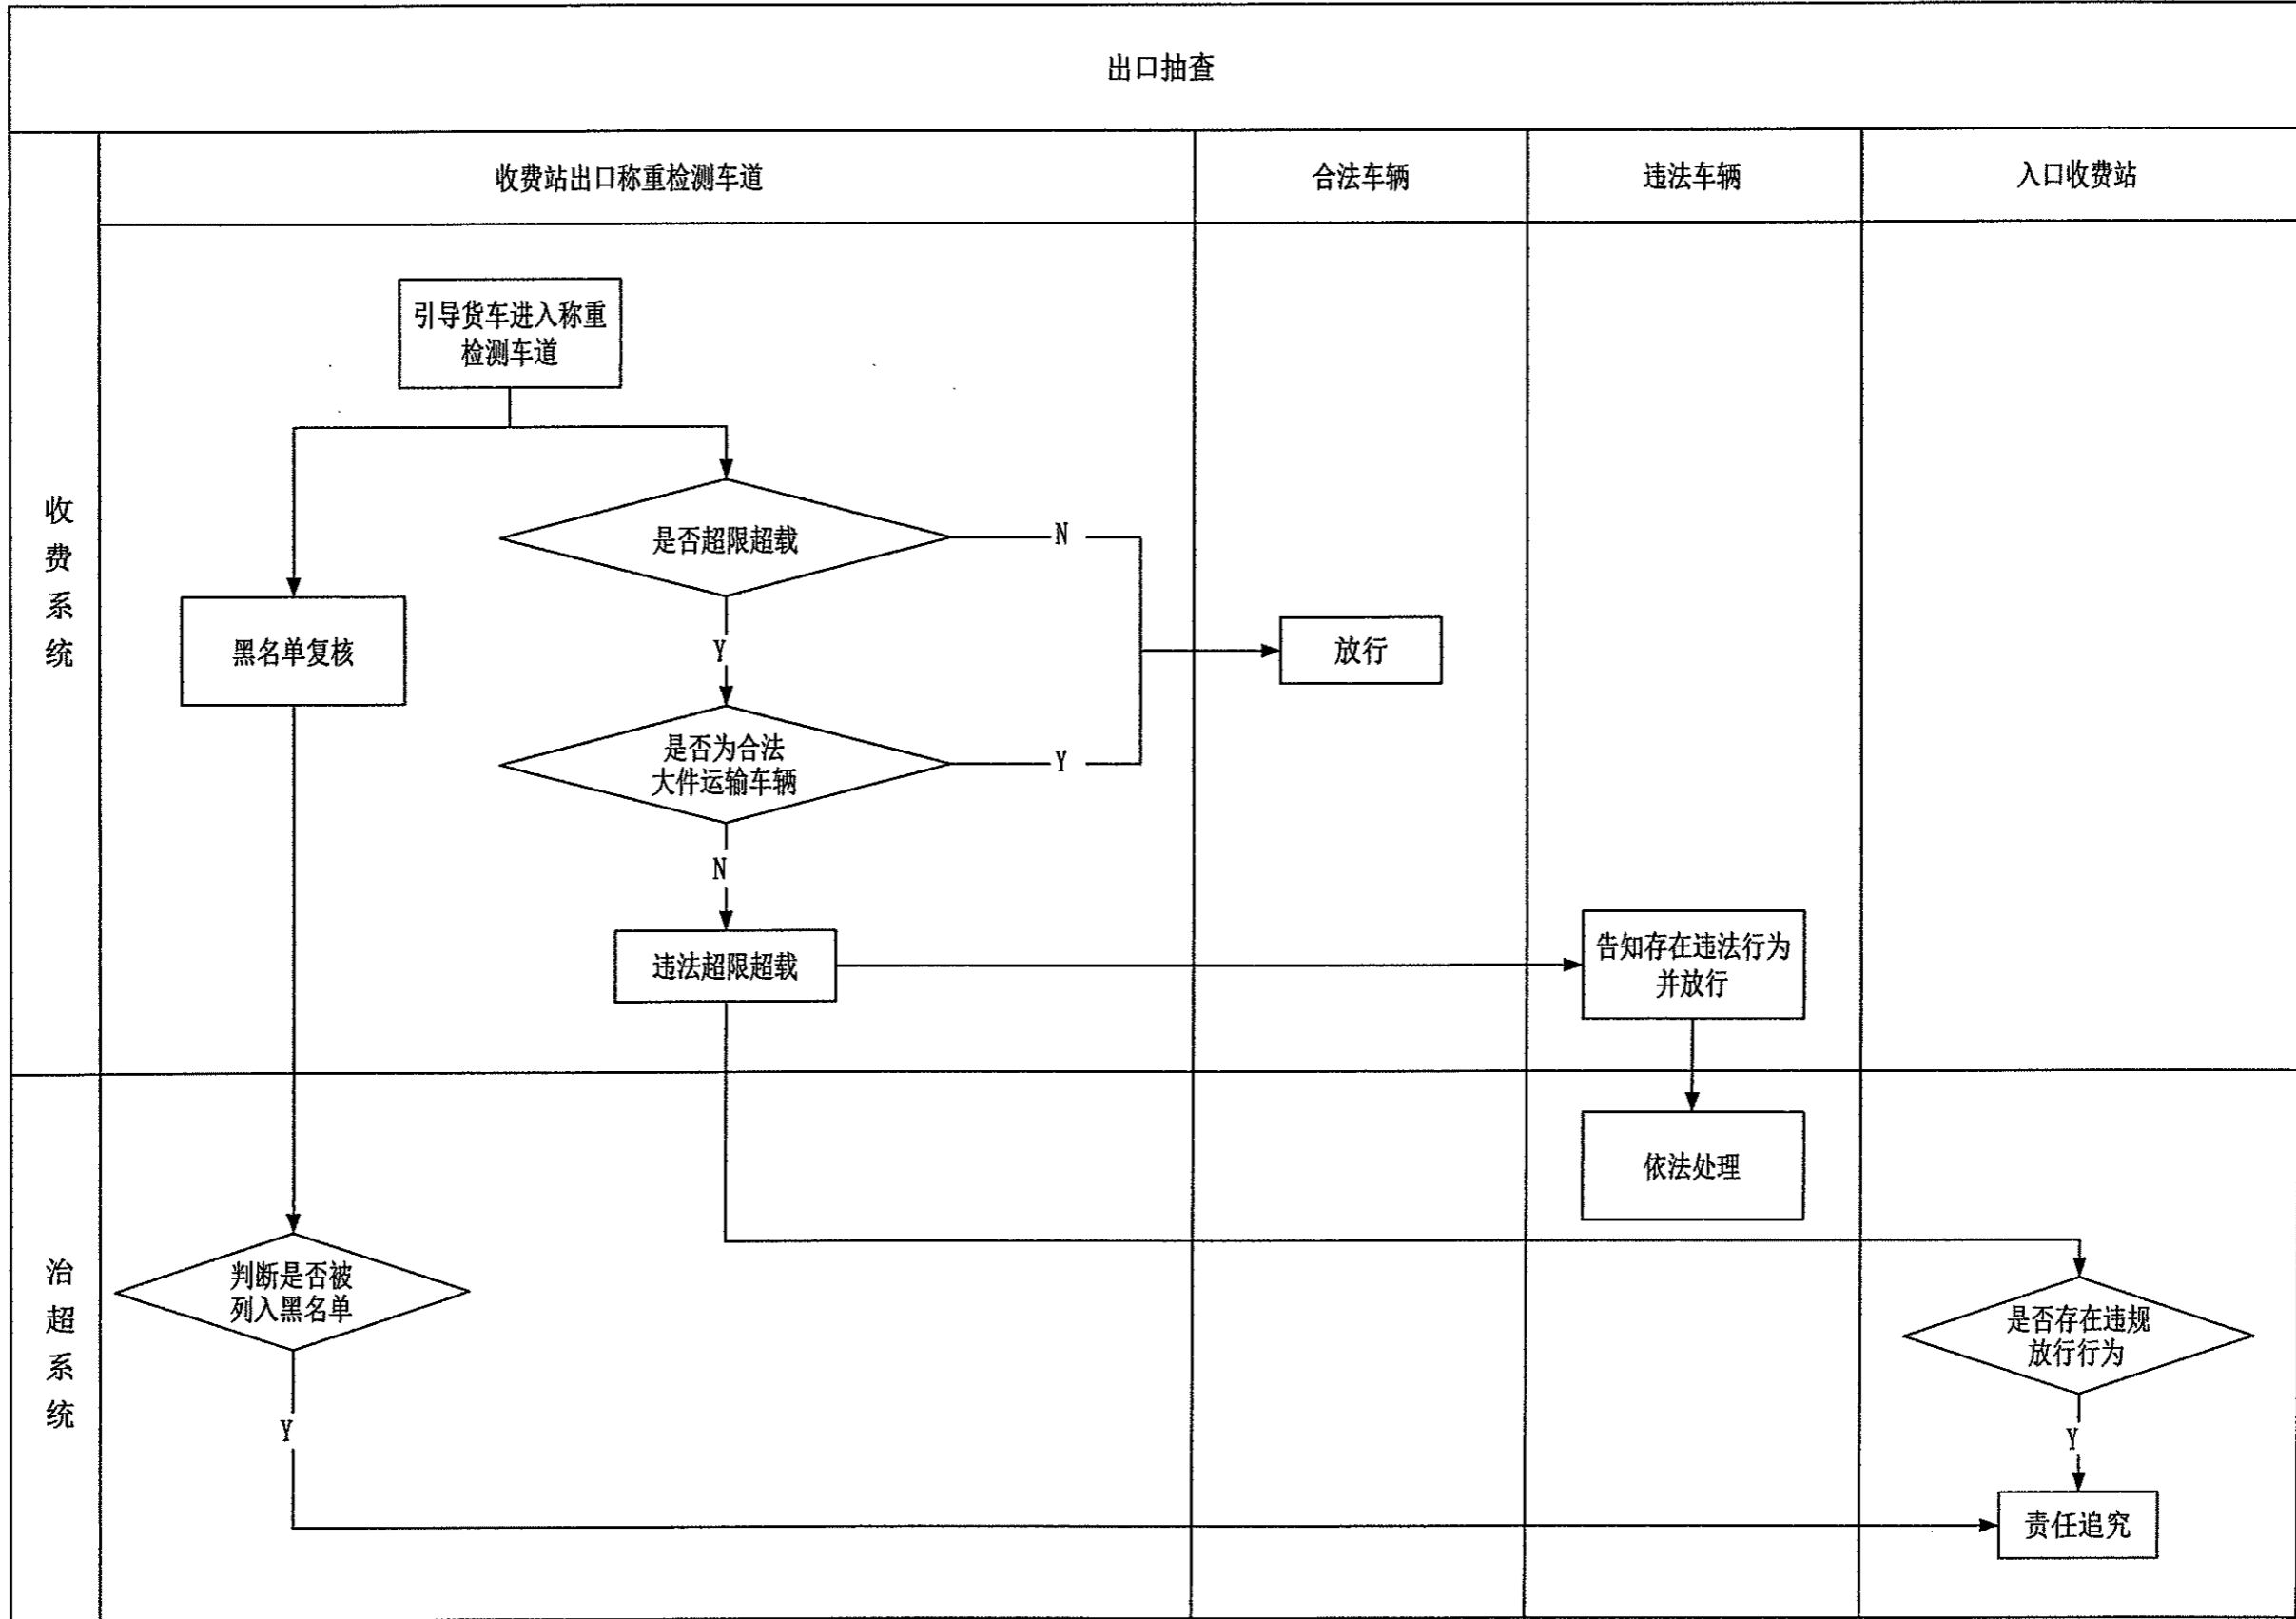 出口抽查
收费站出口称重检测车道
合法车辆
违法车辆
入口收费站
收费系统
引导货车进入称重
检测车道
是否超限超载
N
黑名单复核
Y
放行
是否为合法
大件运输车辆
Y
N
违法超限超载
告知存在违法行为
并放行
治超系统
依法处理
判断是否被
列入黑名单
是否存在违规
放行行为
Y
Y
责任追究